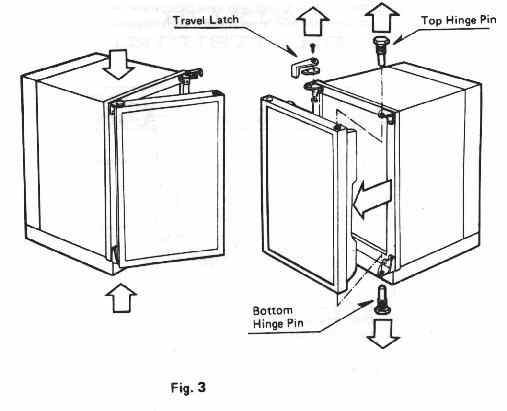 Travel Latch
Top Hinge Pin
Bottom
Hinge Pin
Fig. 3